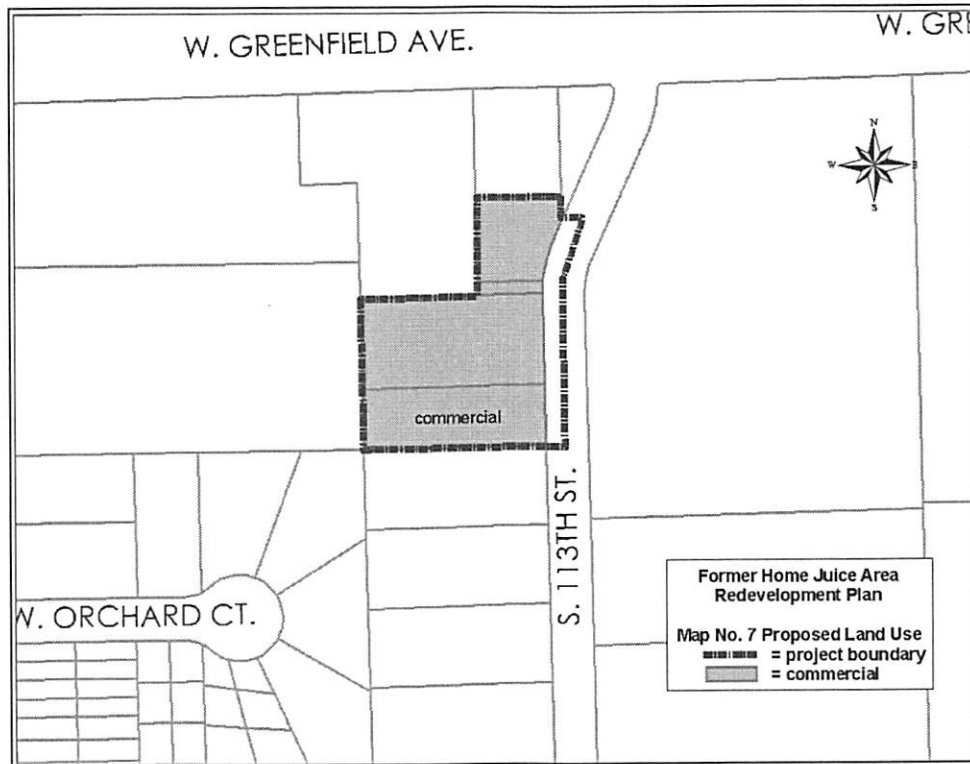 W. GREENFIELD AVE.
W. GRE
N
W
E
S
commercial
S. 113TH ST.
W. ORCHARD CT.
Former Home Juice Area
Redevelopment Plan
Map No. 7 Proposed Land Use
= project boundary
= commercial